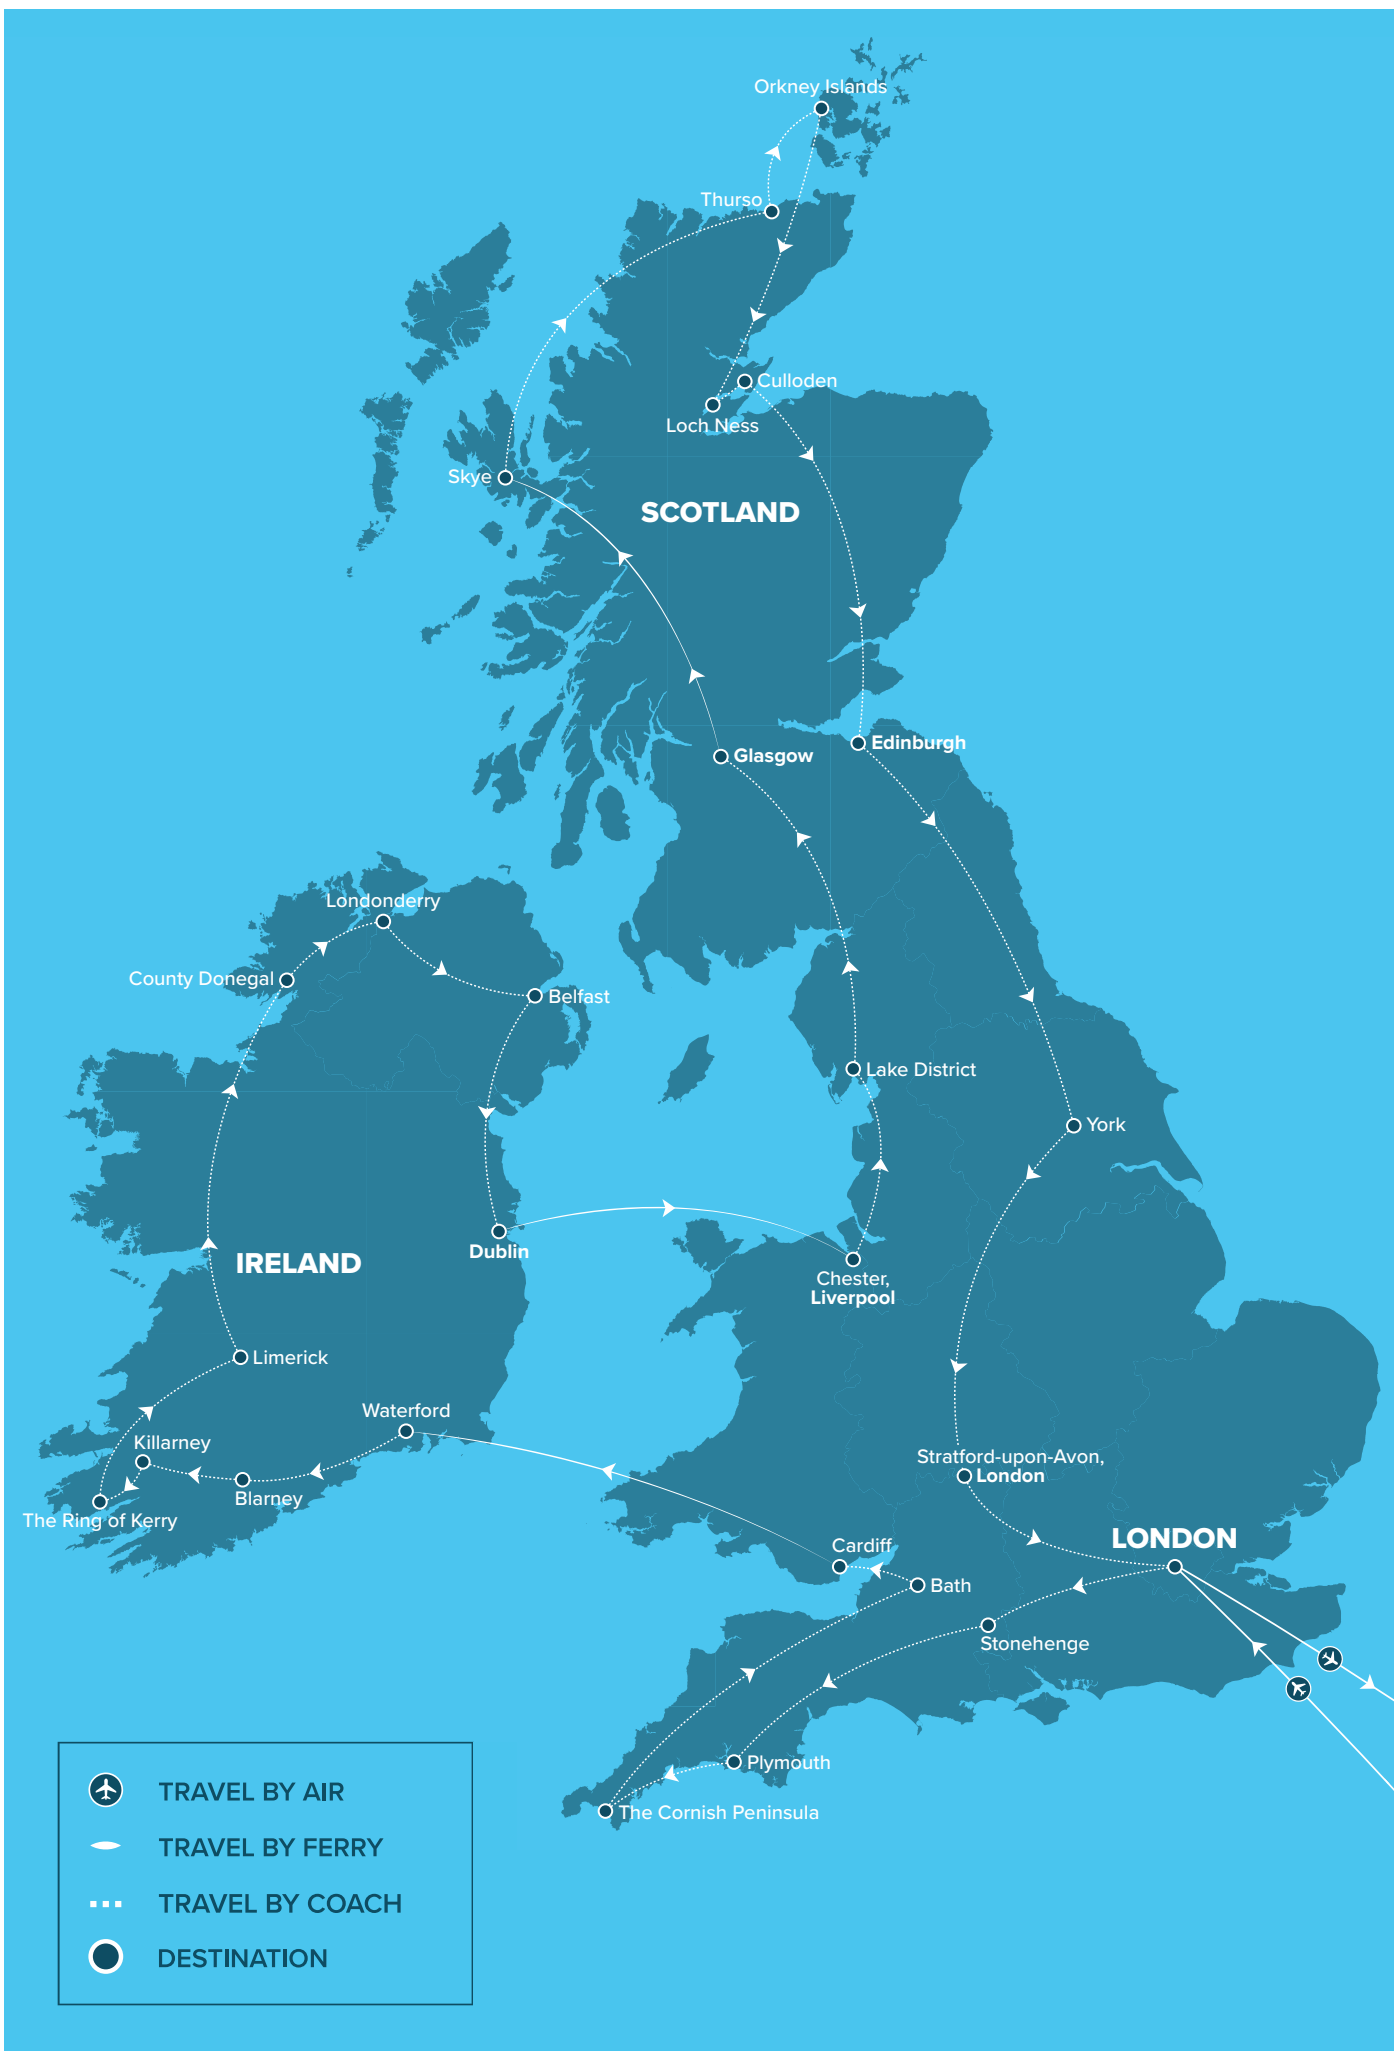 Orkney Islands
Thurso
Culloden
Loch Ness
Skye
SCOTLAND
Edinburgh
Glasgow
Londonderry
County Donegal
Belfast
Lake District
York
Dublin
IRELAND
Chester,
Liverpool
Limerick
Waterford
Killarney
Blarney
The Ring of Kerry
Stratford-upon-Avon,
London
LONDON
Cardiff
Bath
Stonehenge
Plymouth
The Cornish Peninsula
TRAVEL BY AIR
TRAVEL BY FERRY
TRAVEL BY COACH
DESTINATION